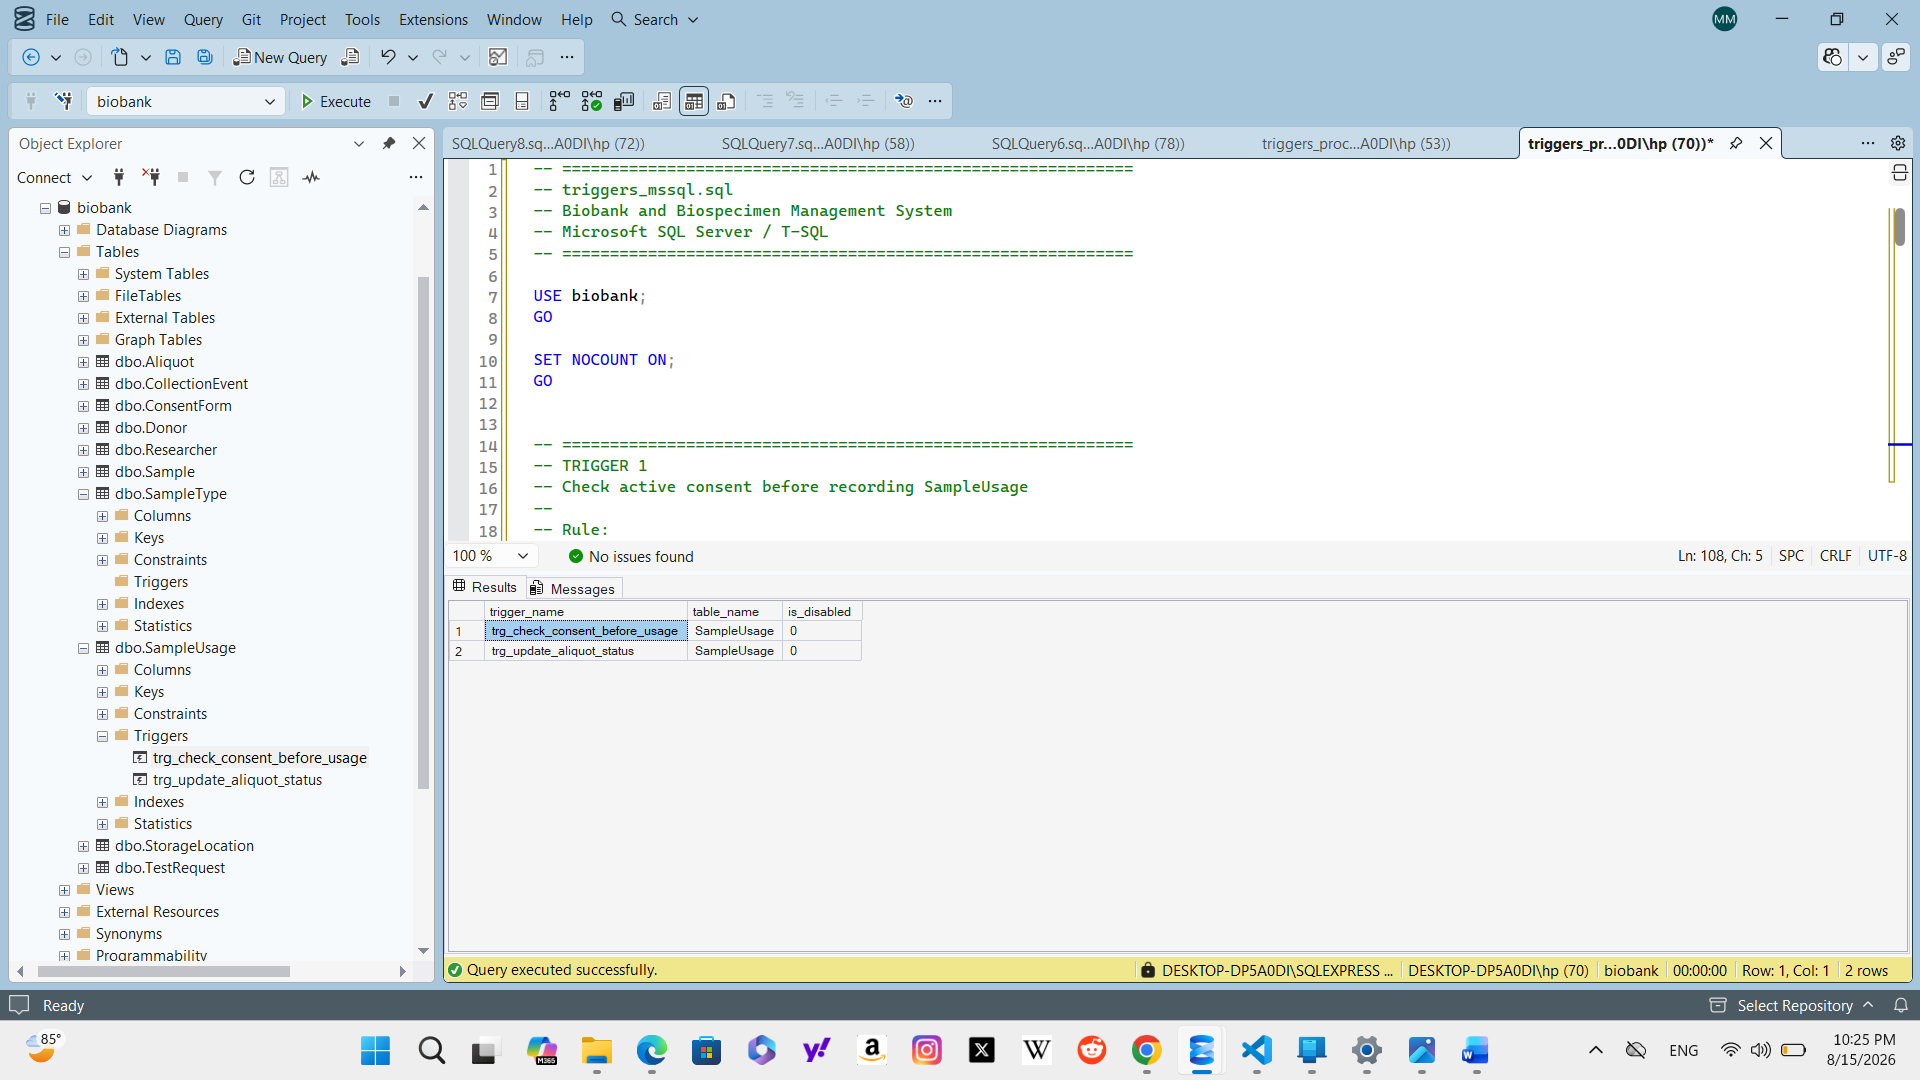 File Edit View Query Git Project Tools Extensions Window Help Search MM
New Query
biobank Execute
Object Explorer
Connect
biobank
Database Diagrams
Tables
System Tables
FileTables
External Tables
Graph Tables
dbo.Aliquot
dbo.CollectionEvent
dbo.ConsentForm
dbo.Donor
dbo.Researcher
dbo.Sample
dbo.SampleType
Columns
Keys
Constraints
Triggers
Indexes
Statistics
dbo.SampleUsage
Columns
Keys
Constraints
Triggers
trg_check_consent_before_usage
trg_update_aliquot_status
Indexes
Statistics
dbo.StorageLocation
dbo.TestRequest
Views
External Resources
Synonyms
Programmability
SQLQuery8.sq...A0DI\hp (72)) SQLQuery7.sq...A0DI\hp (58)) SQLQuery6.sq...A0DI\hp (78)) triggers_proc...A0DI\hp (53)) triggers_pr...0DI\hp (70))*
1 -- ============================================================
2 -- triggers_mssql.sql
3 -- Biobank and Biospecimen Management System
4 -- Microsoft SQL Server / T-SQL
5 -- ============================================================
6
7 USE biobank;
8 GO
9
10 SET NOCOUNT ON;
11 GO
12
13
14 -- ============================================================
15 -- TRIGGER 1
16 -- Check active consent before recording SampleUsage
17 --
18 -- Rule:
100 % No issues found Ln: 108, Ch: 5 SPC CRLF UTF-8
Results Messages
trigger_name table_name is_disabled
1 trg_check_consent_before_usage SampleUsage 0
2 trg_update_aliquot_status SampleUsage 0
Query executed successfully. DESKTOP-DP5A0DI\SQLEXPRESS ... DESKTOP-DP5A0DI\hp (70) biobank 00:00:00 Row: 1, Col: 1 2 rows
Ready Select Repository
85° M365 ENG 10:25 PM
8/15/2026